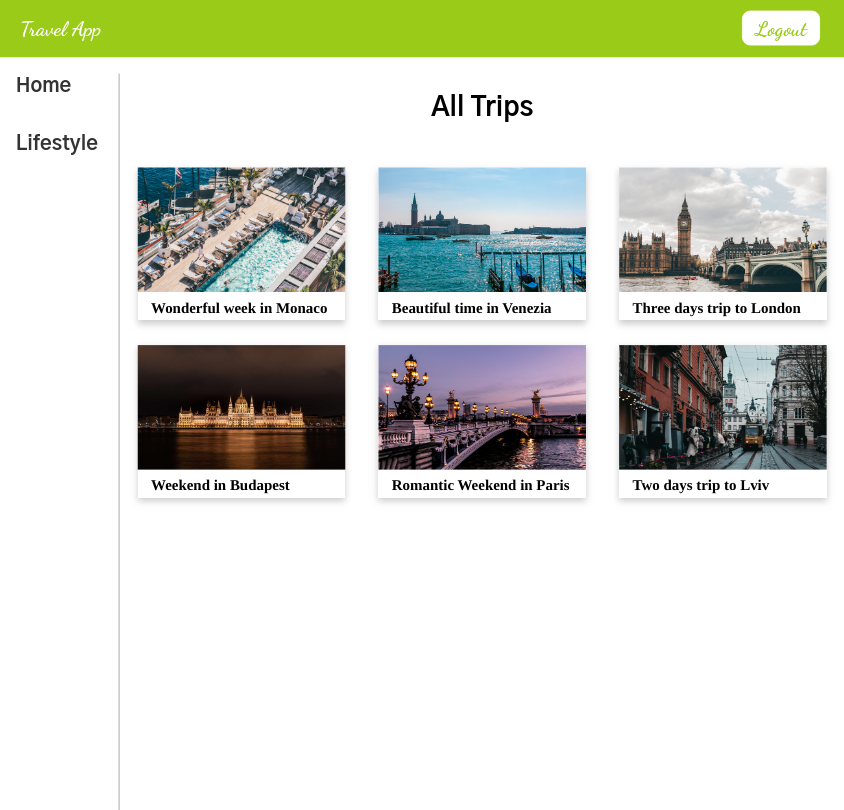 Travel App
Logout
Home
Lifestyle
All Trips
Wonderful week in Monaco
Beautiful time in Venezia
Three days trip to London
Weekend in Budapest
Romantic Weekend in Paris
Two days trip to Lviv